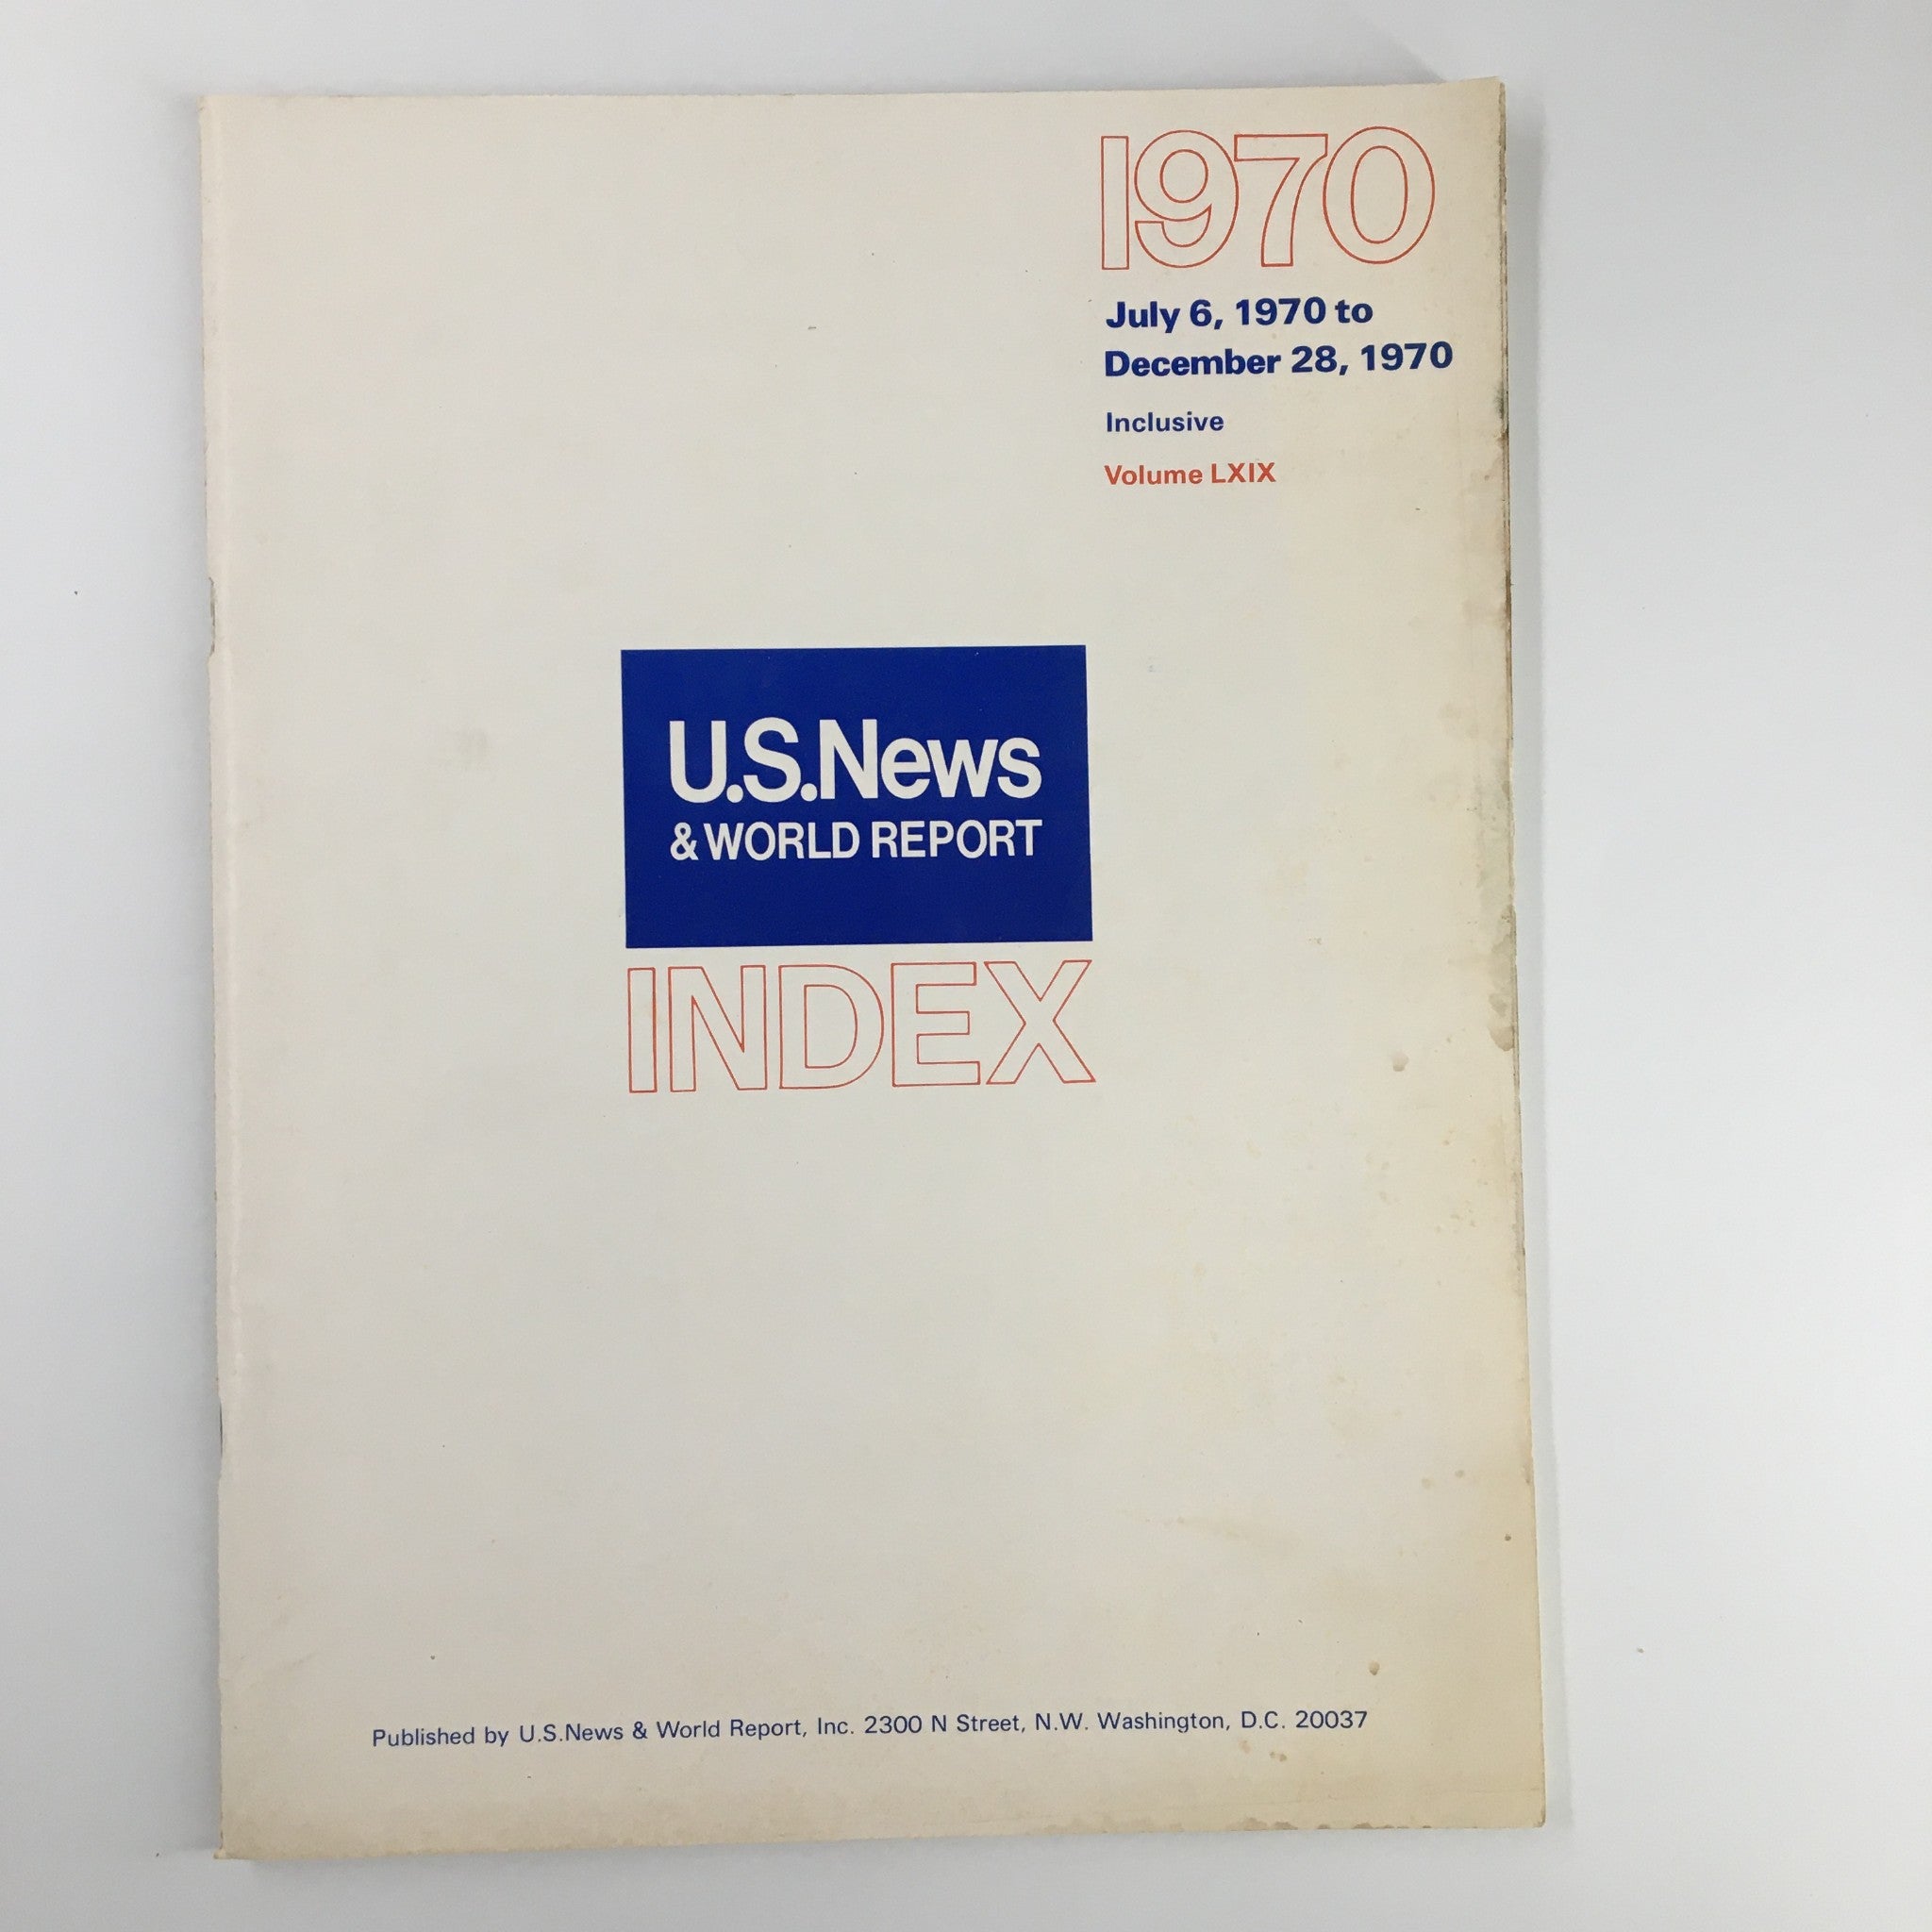 1970
July 6, 1970 to
December 28, 1970
Inclusive
Volume LXIX
U.S.News
& WORLD REPORT
INDEX
Published by U.S.News & World Report, Inc. 2300 N Street, N.W. Washington, D.C. 20037